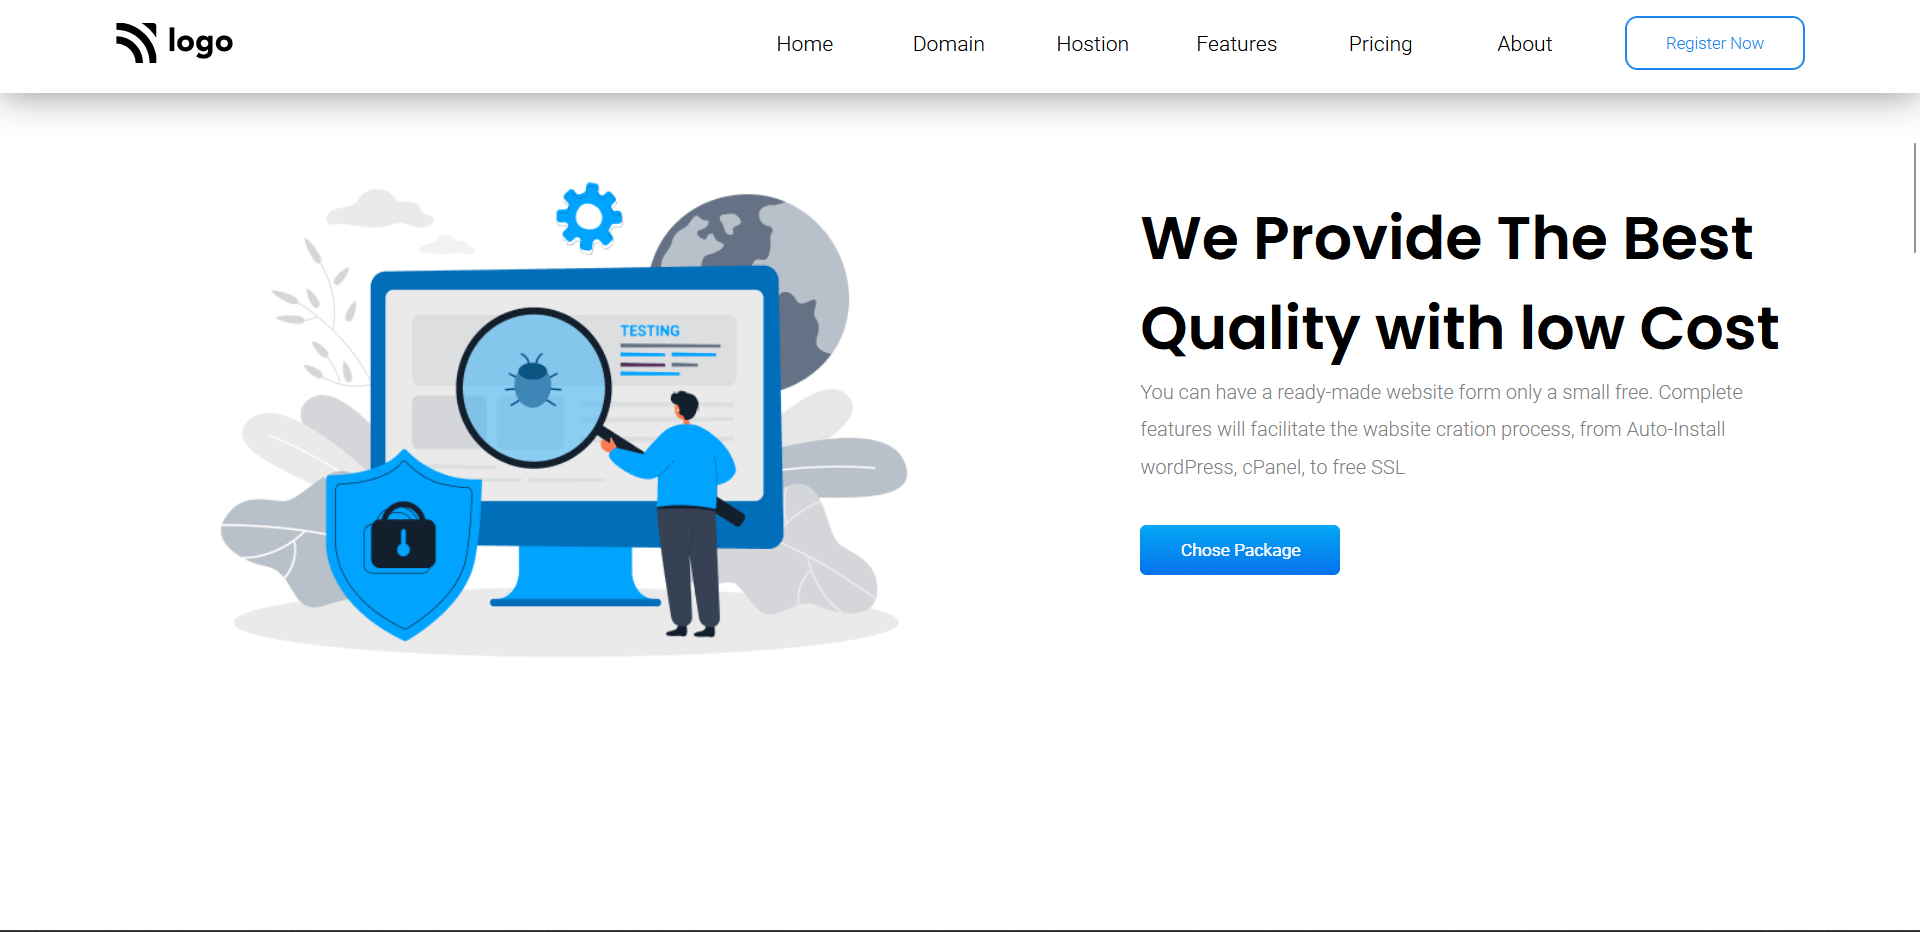 logo
Home Domain Hostion Features Pricing About Register Now
TESTING
We Provide The Best
Quality with low Cost
You can have a ready-made website form only a small free. Complete
features will facilitate the wabsite cration process, from Auto-Install
wordPress, cPanel, to free SSL
Chose Package